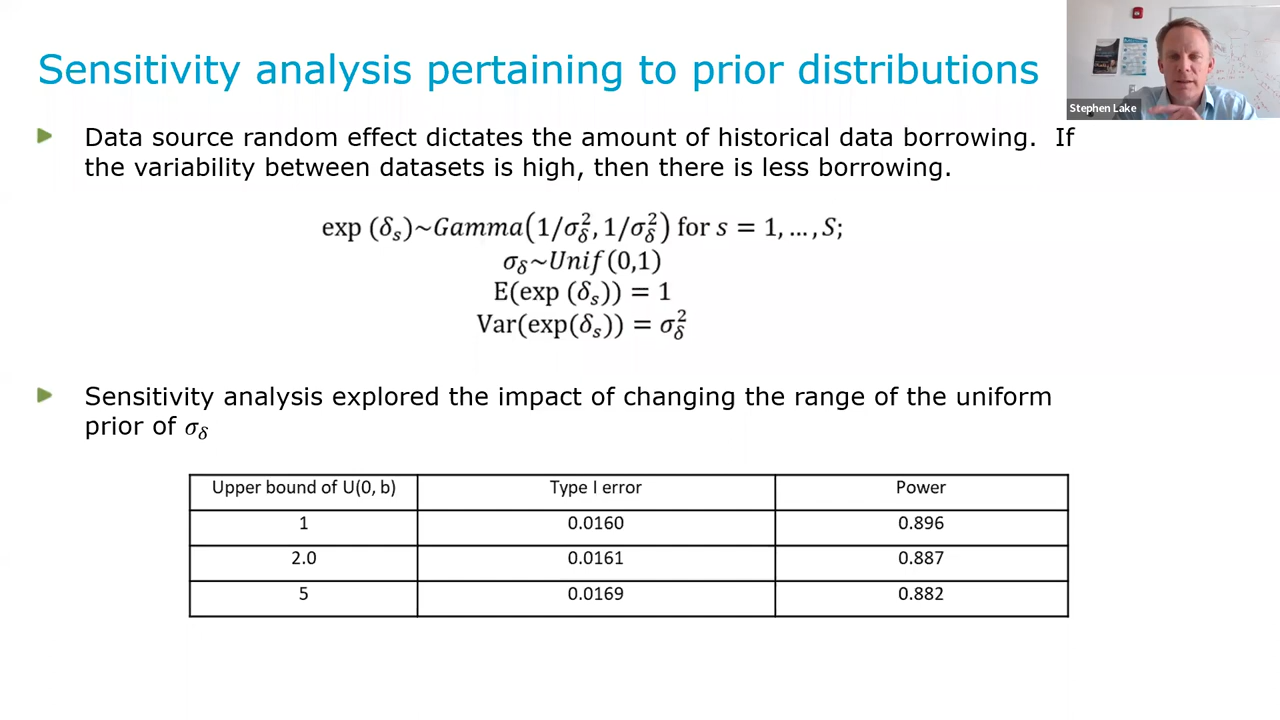 Sensitivity analysis pertaining to prior distributions
Stephen Lake
Data source random effect dictates the amount of historical data borrowing. If
the variability between datasets is high, then there is less borrowing.
exp (δₛ)~Gamma(1/σ_δ², 1/σ_δ²) for s = 1, ..., S;
σ_δ~Unif(0,1)
E(exp (δₛ)) = 1
Var(exp(δₛ)) = σ_δ²
Sensitivity analysis explored the impact of changing the range of the uniform
prior of σ_δ
Upper bound of U(0, b) Type I error Power
1 0.0160 0.896
2.0 0.0161 0.887
5 0.0169 0.882